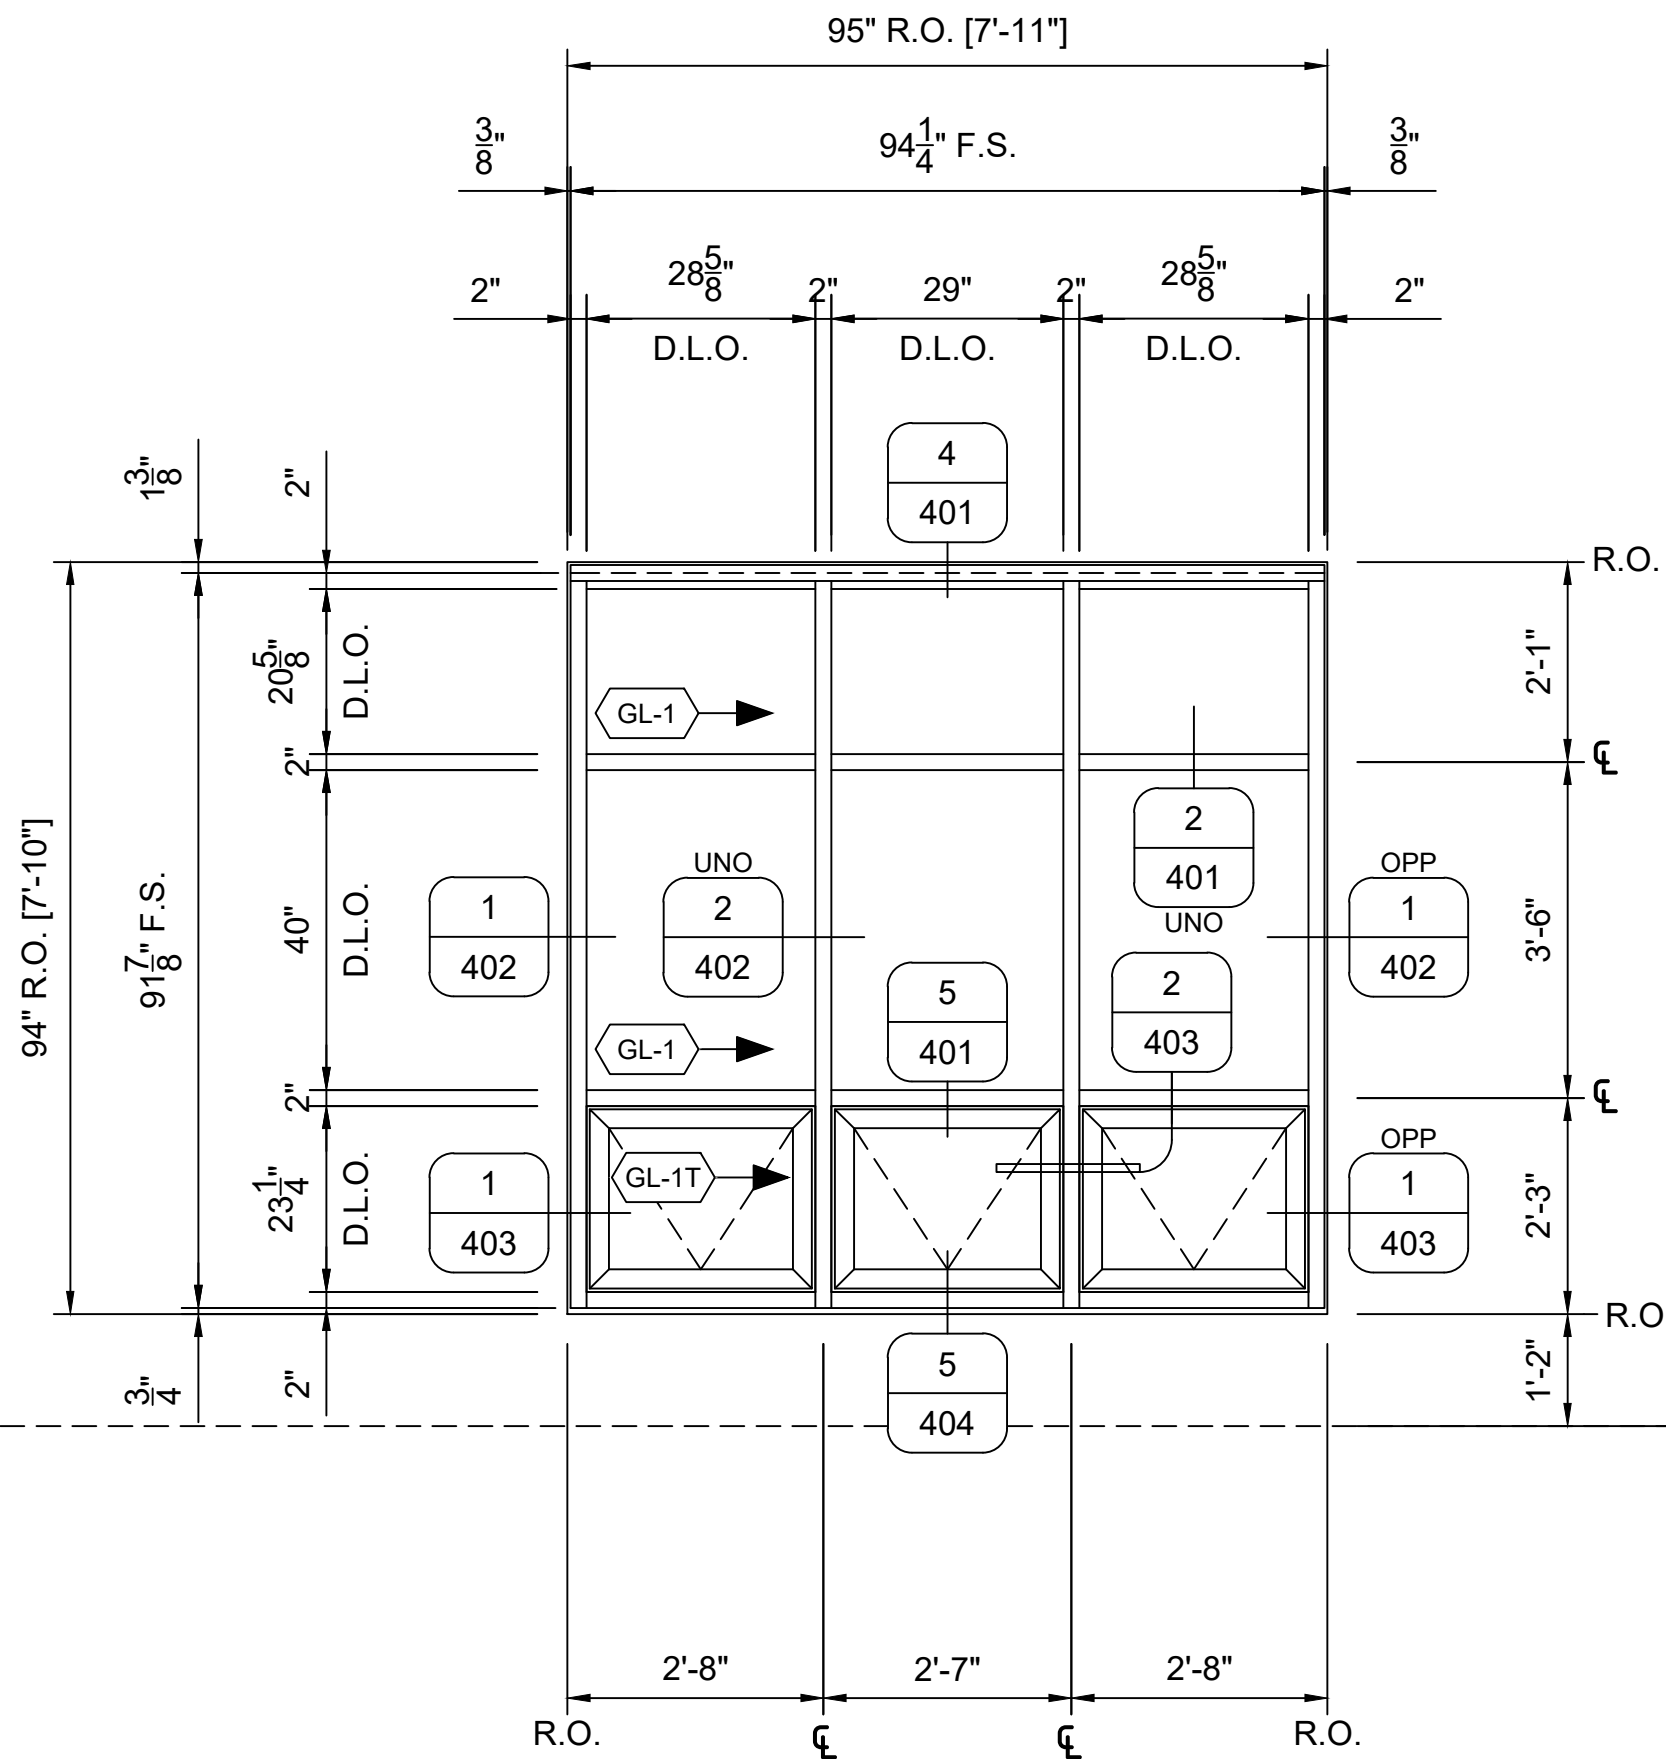 95" R.O. [7'-11"]
3/8" 94 1/4" F.S. 3/8"
2" 28 5/8" 2" 29" 2" 28 5/8" 2"
D.L.O. D.L.O. D.L.O.
4
401
1 3/8"
2"
R.O.
20 5/8"
D.L.O.
2'-1"
GL-1
2"
℄
2
401
UNO
94" R.O. [7'-10"]
91 7/8" F.S.
40"
D.L.O.
1
402
UNO
2
402
OPP
1
402
3'-6"
5
401
2
403
GL-1
2"
℄
23 1/4"
D.L.O.
1
403
GL-1T
OPP
1
403
2'-3"
R.O
3/4"
2"
5
404
1'-2"
2'-8" 2'-7" 2'-8"
R.O. ℄ ℄ R.O.